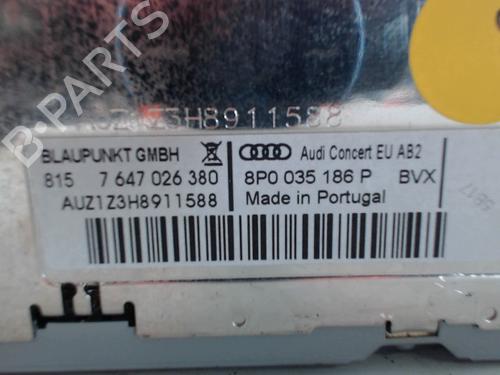 B-PARTS
AUZ1Z3H8911588
BLAUPUNKT GMBH
815 7 647 026 380
AUZ1Z3H8911588
Audi Concert EU AB2
8P0 035 186 P BVX
Made in Portugal